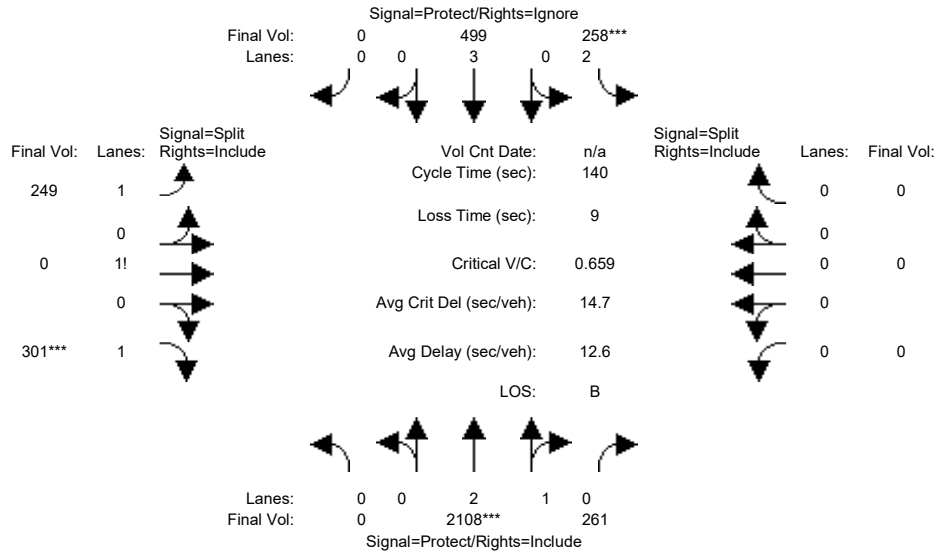 Signal=Protect/Rights=Ignore
Final Vol: 0 499 258***
Lanes: 0 0 3 0 2
Signal=Split Signal=Split
Final Vol: Lanes: Rights=Include Vol Cnt Date: n/a Rights=Include Lanes: Final Vol:
Cycle Time (sec): 140
249 1 0 0
Loss Time (sec): 9
0 0
0 1! Critical V/C: 0.659 0 0
0 Avg Crit Del (sec/veh): 14.7 0
301*** 1 Avg Delay (sec/veh): 12.6 0 0
LOS: B
Lanes: 0 0 2 1 0
Final Vol: 0 2108*** 261
Signal=Protect/Rights=Include